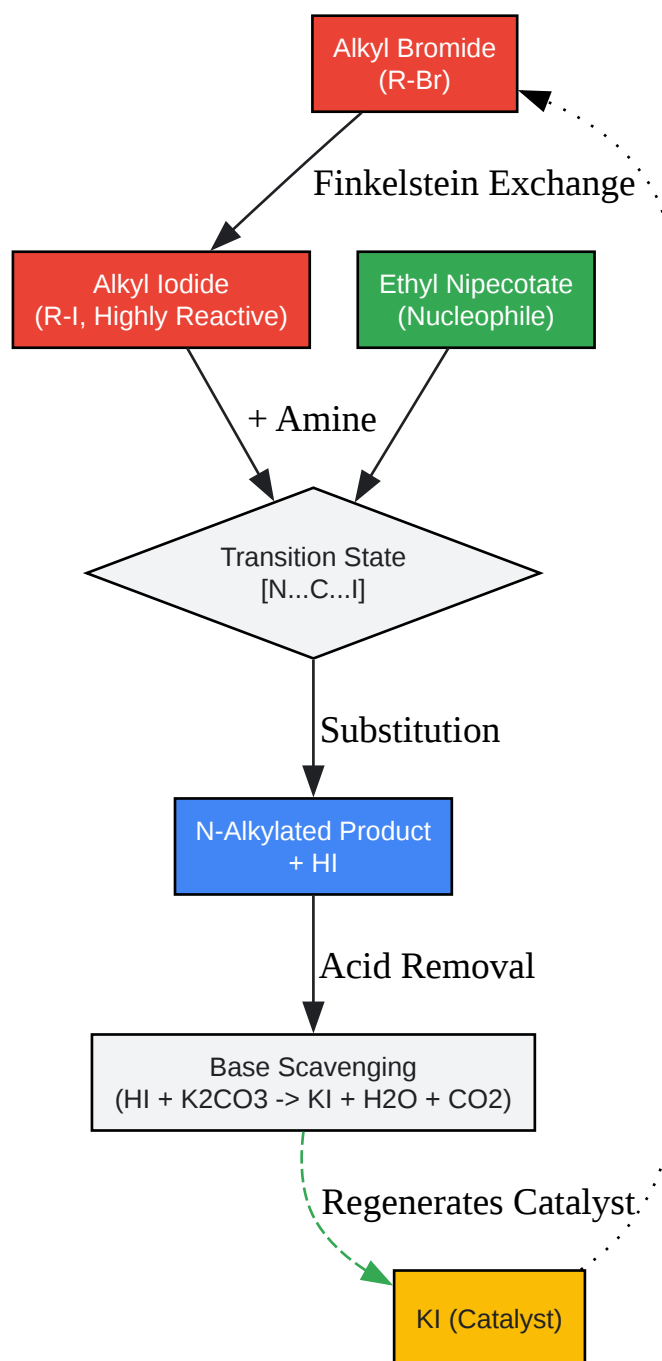 Alkyl Bromide
(R-Br)
Finkelstein Exchange
Alkyl Iodide
(R-I, Highly Reactive)
Ethyl Nipecotate
(Nucleophile)
+ Amine
Transition State
[N...C...I]
Substitution
N-Alkylated Product
+ HI
Acid Removal
Base Scavenging
(HI + K2CO3 -> KI + H2O + CO2)
Regenerates Catalyst
KI (Catalyst)